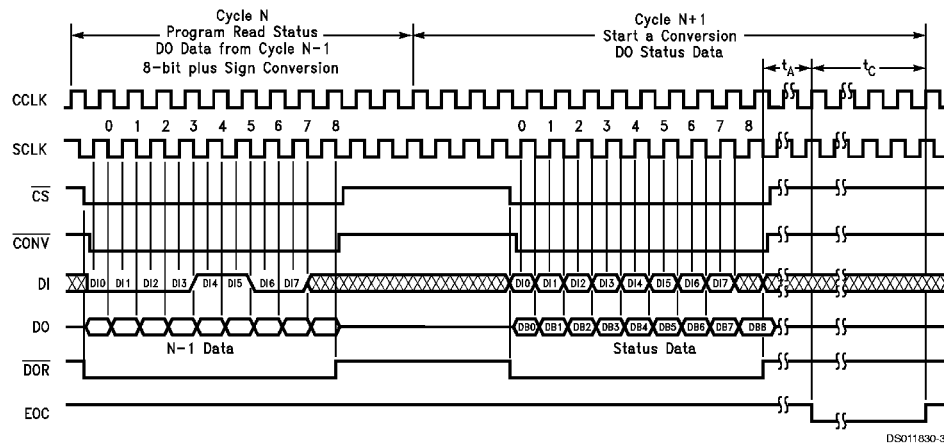 Cycle N
Program Read Status
DO Data from Cycle N-1
8-bit plus Sign Conversion
Cycle N+1
Start a Conversion
DO Status Data
tA
tC
CCLK
0 1 2 3 4 5 6 7 8 0 1 2 3 4 5 6 7 8
SCLK
CS
CONV
DI DI0 DI1 DI2 DI3 DI4 DI5 DI6 DI7 DI0 DI1 DI2 DI3 DI4 DI5 DI6 DI7
DO DB0 DB1 DB2 DB3 DB4 DB5 DB6 DB7 DB8
N-1 Data Status Data
DOR
EOC
DS011830-3